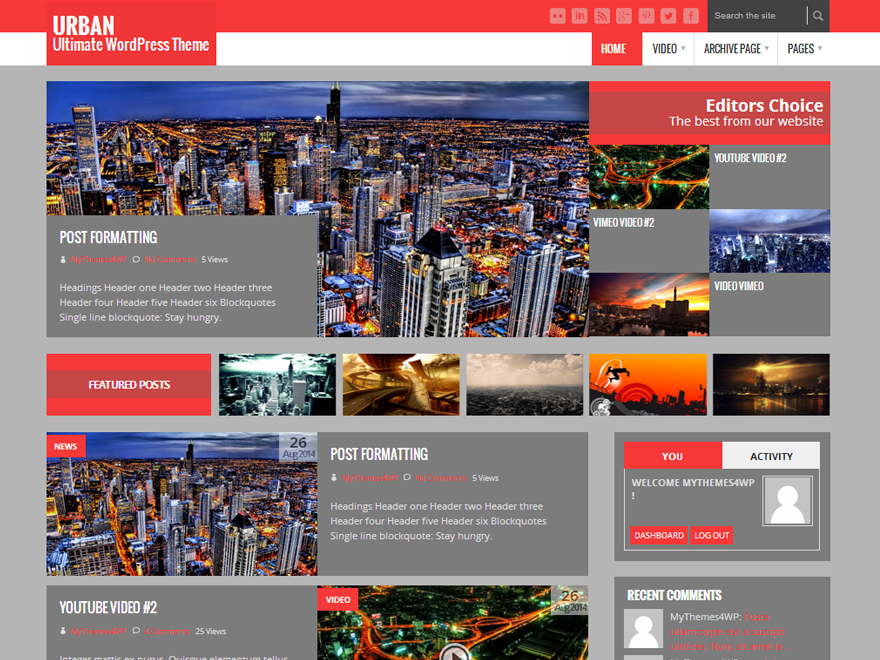 URBAN
Ultimate WordPress Theme
Search the site
HOME
VIDEO
ARCHIVE PAGE
PAGES
POST FORMATTING
MyThemes4WP No Comments 5 Views
Headings Header one Header two Header three
Header four Header five Header six Blockquotes
Single line blockquote: Stay hungry.
Editors Choice
The best from our website
YOUTUBE VIDEO #2
VIMEO VIDEO #2
VIDEO VIMEO
FEATURED POSTS
NEWS
26
Aug 2014
POST FORMATTING
MyThemes4WP No Comments 5 Views
Headings Header one Header two Header three
Header four Header five Header six Blockquotes
Single line blockquote: Stay hungry.
YOUTUBE VIDEO #2
MyThemes4WP Comments 25 Views
Integer mattis ex purus. Quisque elementum tellus
VIDEO
26
Aug 2014
YOU
ACTIVITY
WELCOME MYTHEMES4WP
!
DASHBOARD
LOG OUT
RECENT COMMENTS
MyThemes4WP: